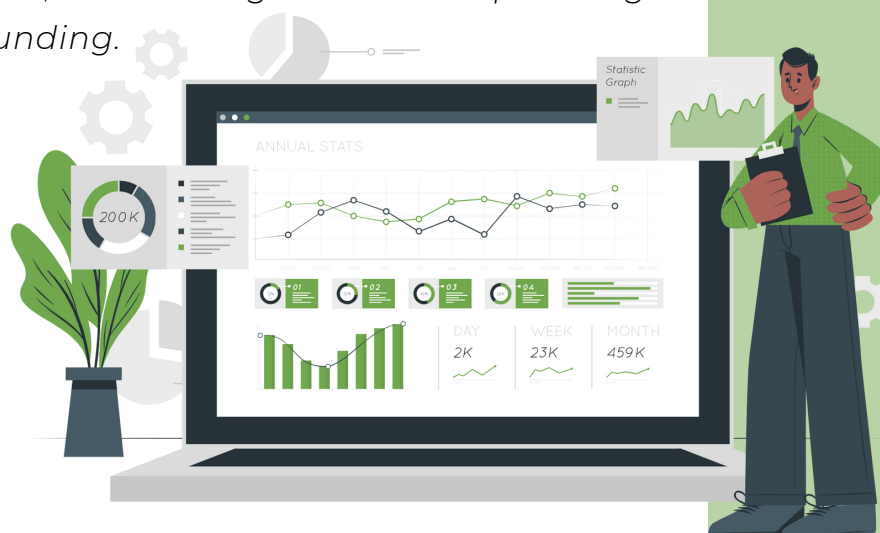 unding.
Statistic
Graph
ANNUAL STATS
200K
01
02
03
04
DAY
WEEK
MONTH
2K
23K
459K